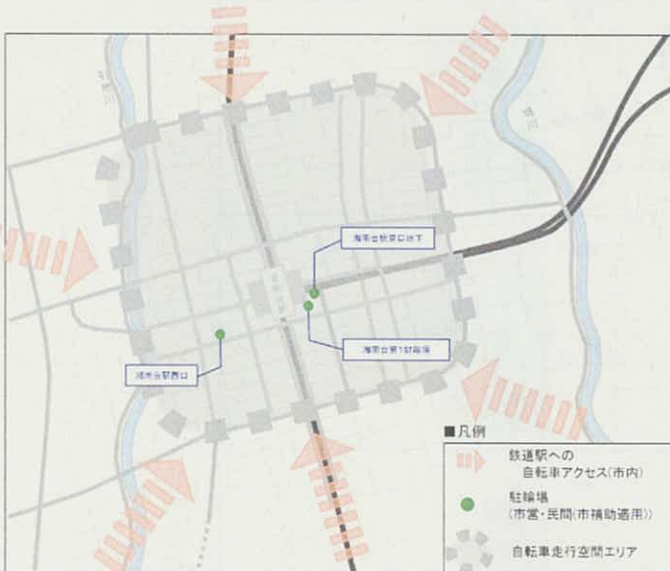 湘南台駅東口地下
湘南台第1駐輪場
湘南台駅西口
■凡例
鉄道駅への
自転車アクセス(市内)
駐輪場
(市営・民間(市補助適用))
自転車走行空間エリア